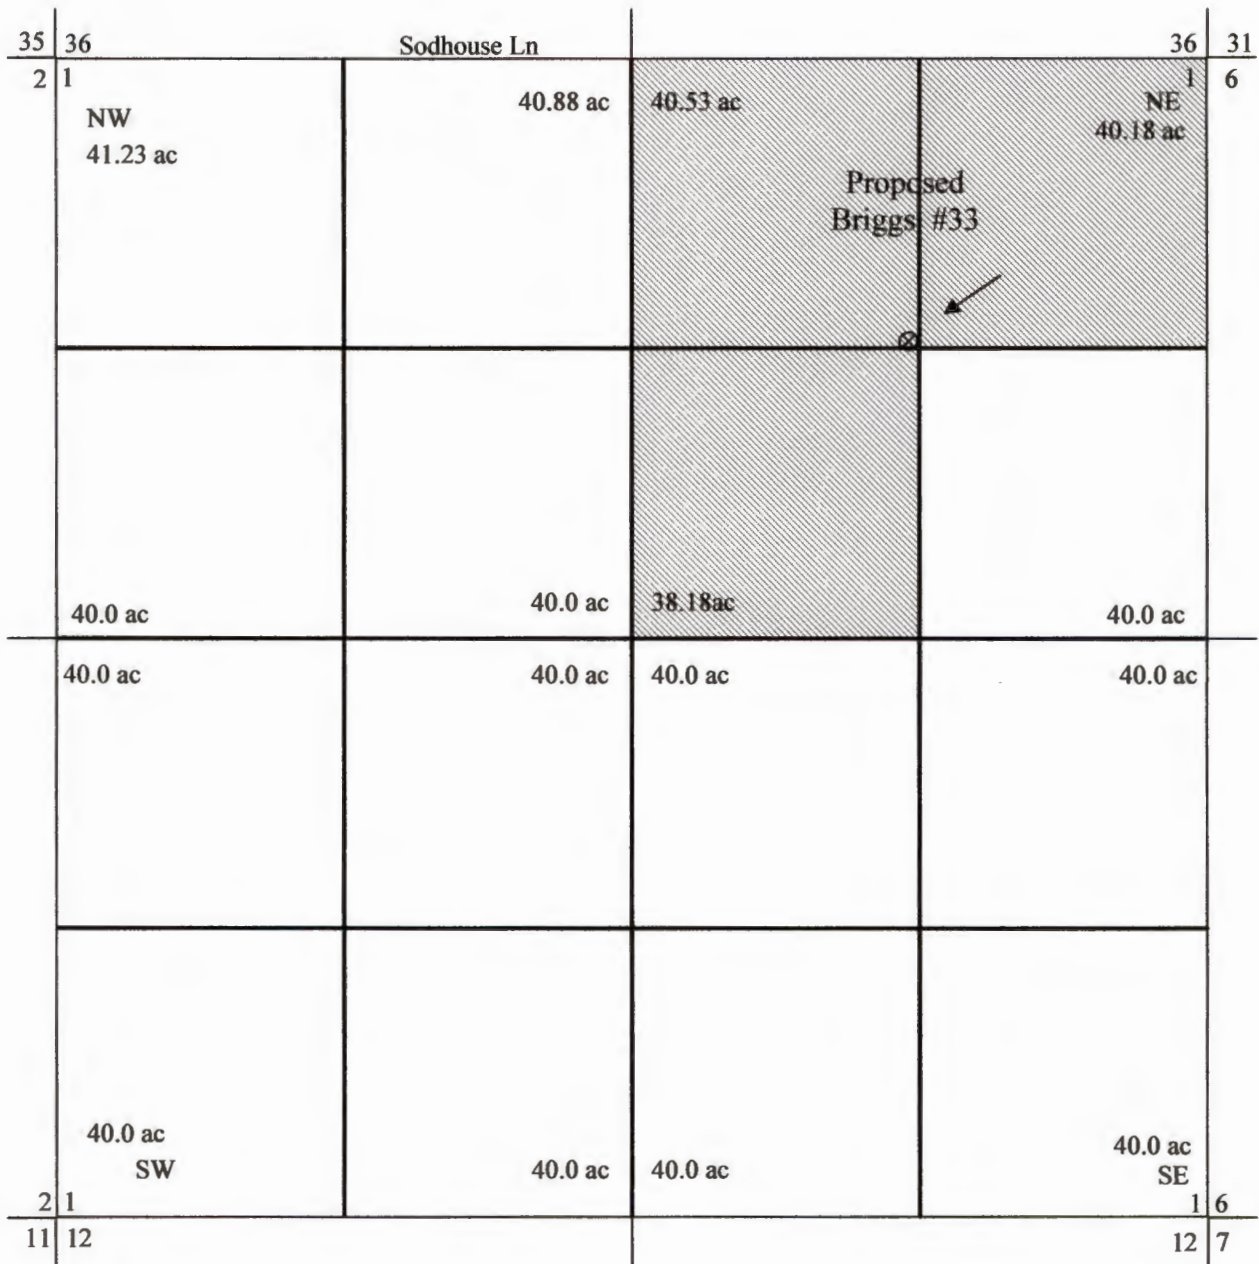 35 36 Sodhouse Ln 36 31
2 1 1 6
NW 40.88 ac 40.53 ac NE
41.23 ac 40.18 ac
Proposed
Briggs #33
40.0 ac 40.0 ac 38.18ac 40.0 ac
40.0 ac 40.0 ac 40.0 ac 40.0 ac
40.0 ac 40.0 ac
SW 40.0 ac 40.0 ac SE
2 1 1 6
11 12 12 7